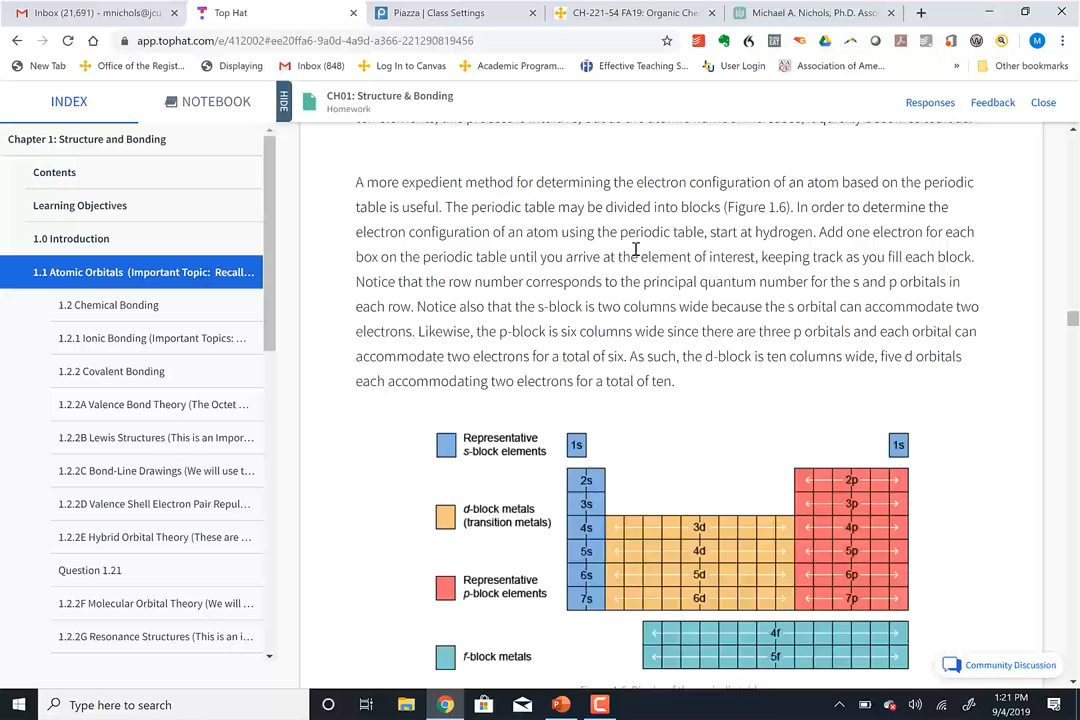 Inbox (21,691) - mnichols@jcu
Top Hat
Piazza | Class Settings
CH-221-54 FA19: Organic Che
Michael A. Nichols, Ph.D. Asso
app.tophat.com/e/412002#ee20ffa6-9a0d-4a9d-a366-221290819456
New Tab
Office of the Regist...
Displaying
Inbox (848)
Log In to Canvas
Academic Program...
Effective Teaching S...
User Login
Association of Ame...
»
Other bookmarks
INDEX
NOTEBOOK
HIDE
CH01: Structure & Bonding
Homework
Responses
Feedback
Close
Chapter 1: Structure and Bonding
Contents
Learning Objectives
1.0 Introduction
1.1 Atomic Orbitals (Important Topic: Recall...
1.2 Chemical Bonding
1.2.1 Ionic Bonding (Important Topics: ...
1.2.2 Covalent Bonding
1.2.2A Valence Bond Theory (The Octet ...
1.2.2B Lewis Structures (This is an Impor...
1.2.2C Bond-Line Drawings (We will use t...
1.2.2D Valence Shell Electron Pair Repul...
1.2.2E Hybrid Orbital Theory (These are ...
Question 1.21
1.2.2F Molecular Orbital Theory (We will ...
1.2.2G Resonance Structures (This is an i...
A more expedient method for determining the electron configuration of an atom based on the periodic
table is useful. The periodic table may be divided into blocks (Figure 1.6). In order to determine the
electron configuration of an atom using the periodic table, start at hydrogen. Add one electron for each
box on the periodic table until you arrive at the element of interest, keeping track as you fill each block.
Notice that the row number corresponds to the principal quantum number for the s and p orbitals in
each row. Notice also that the s-block is two columns wide because the s orbital can accommodate two
electrons. Likewise, the p-block is six columns wide since there are three p orbitals and each orbital can
accommodate two electrons for a total of six. As such, the d-block is ten columns wide, five d orbitals
each accommodating two electrons for a total of ten.
Representative
s-block elements
1s
1s
2s
2p
3s
3p
d-block metals
(transition metals)
4s
3d
4p
5s
4d
5p
Representative
p-block elements
6s
5d
6p
7s
6d
7p
4f
f-block metals
5f
Community Discussion
Type here to search
1:21 PM
9/4/2019